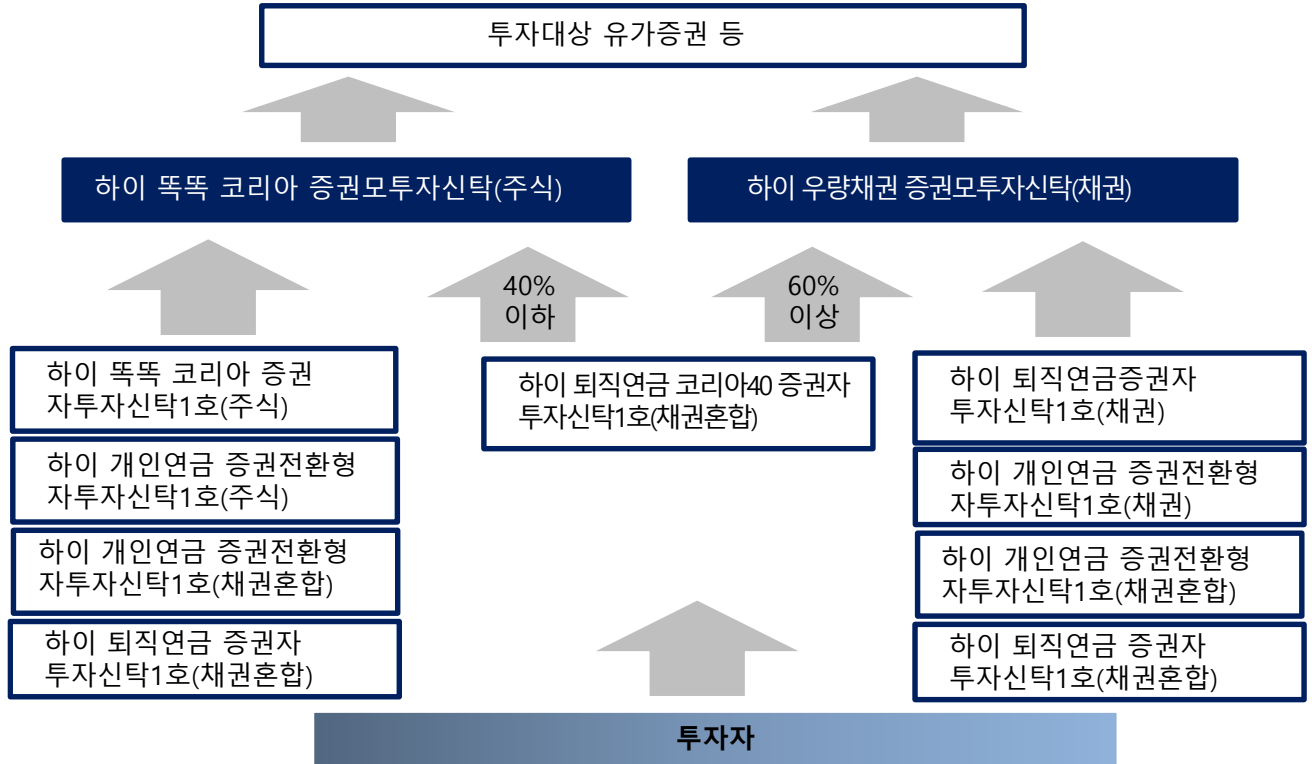 투자대상 유가증권 등
하이 똑똑 코리아 증권모투자신탁(주식)
하이 우량채권 증권모투자신탁(채권)
40%
이하
60%
이상
하이 똑똑 코리아 증권
자투자신탁1호(주식)
하이 개인연금 증권전환형
자투자신탁1호(주식)
하이 개인연금 증권전환형
자투자신탁1호(채권혼합)
하이 퇴직연금 증권자
투자신탁1호(채권혼합)
하이 퇴직연금 코리아40 증권자
투자신탁1호(채권혼합)
하이 퇴직연금증권자
투자신탁1호(채권)
하이 개인연금 증권전환형
자투자신탁1호(채권)
하이 개인연금 증권전환형
자투자신탁1호(채권혼합)
하이 퇴직연금 증권자
투자신탁1호(채권혼합)
투자자